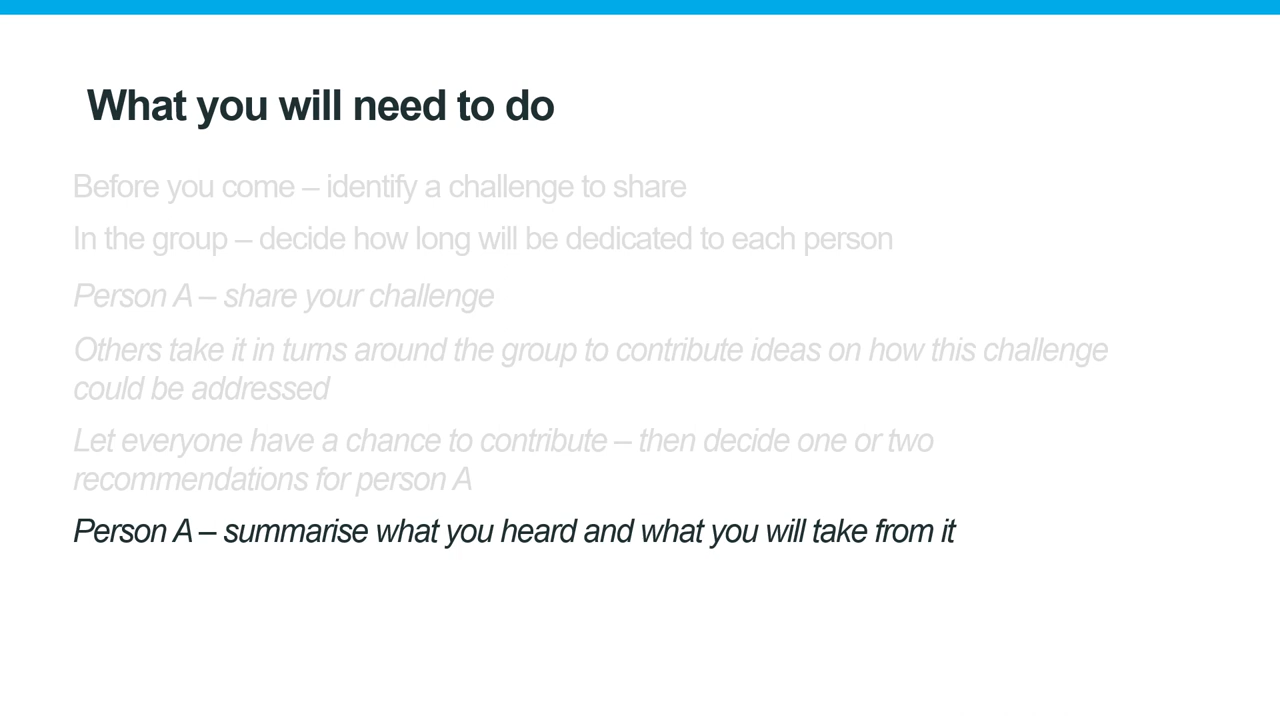 What you will need to do
Before you come – identify a challenge to share
In the group – decide how long will be dedicated to each person
Person A – share your challenge
Others take it in turns around the group to contribute ideas on how this challenge
could be addressed
Let everyone have a chance to contribute – then decide one or two
recommendations for person A
Person A – summarise what you heard and what you will take from it